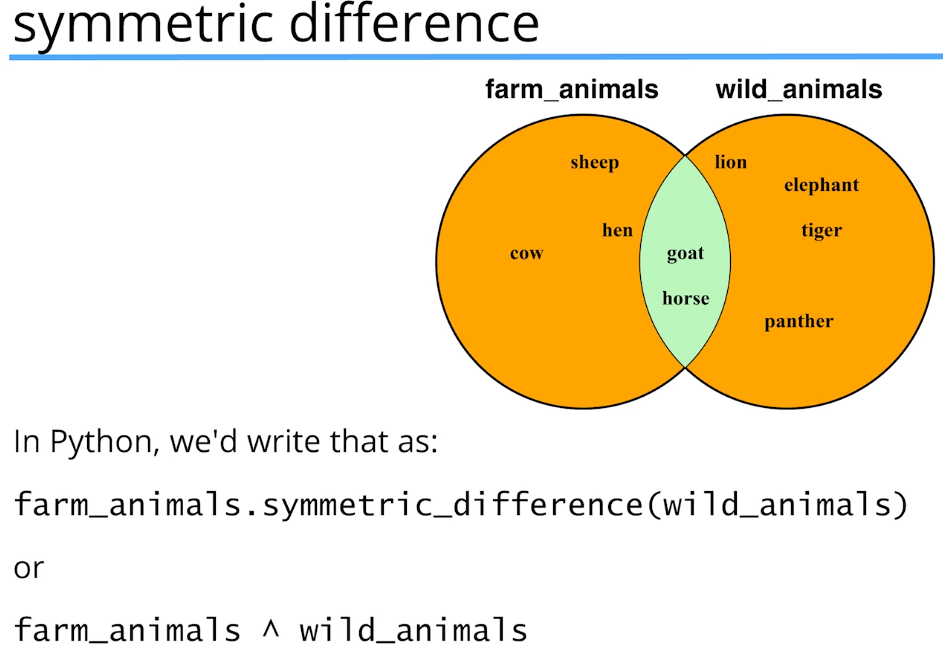 symmetric difference
farm_animals wild_animals
sheep lion
elephant
hen tiger
cow goat
horse
panther
In Python, we'd write that as:
farm_animals.symmetric_difference(wild_animals)
or
farm_animals ^ wild_animals